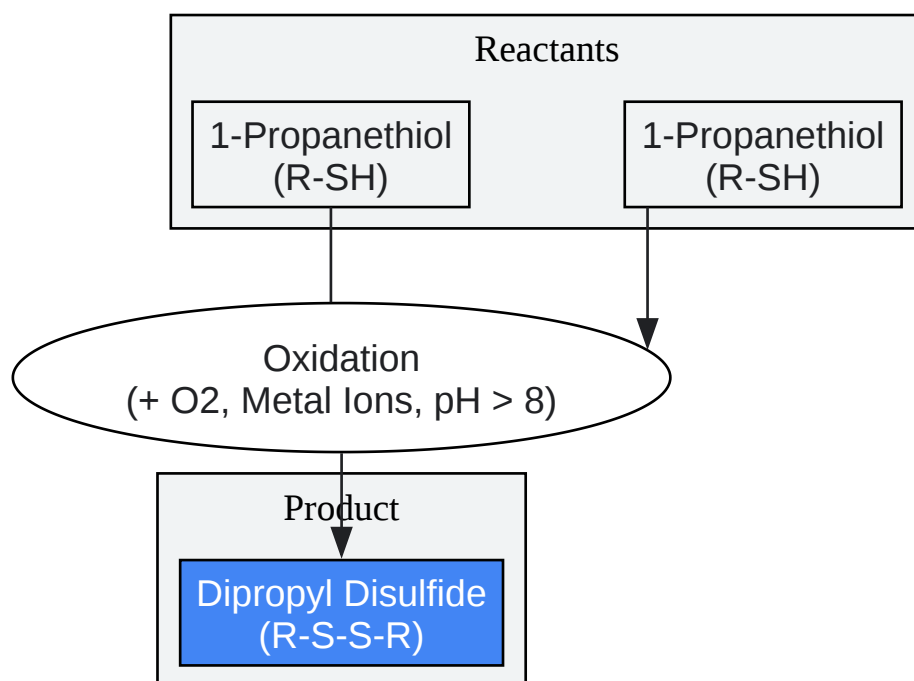 Reactants
1-Propanethiol
(R-SH)
1-Propanethiol
(R-SH)
Oxidation
(+ O2, Metal Ions, pH > 8)
Product
Dipropyl Disulfide
(R-S-S-R)